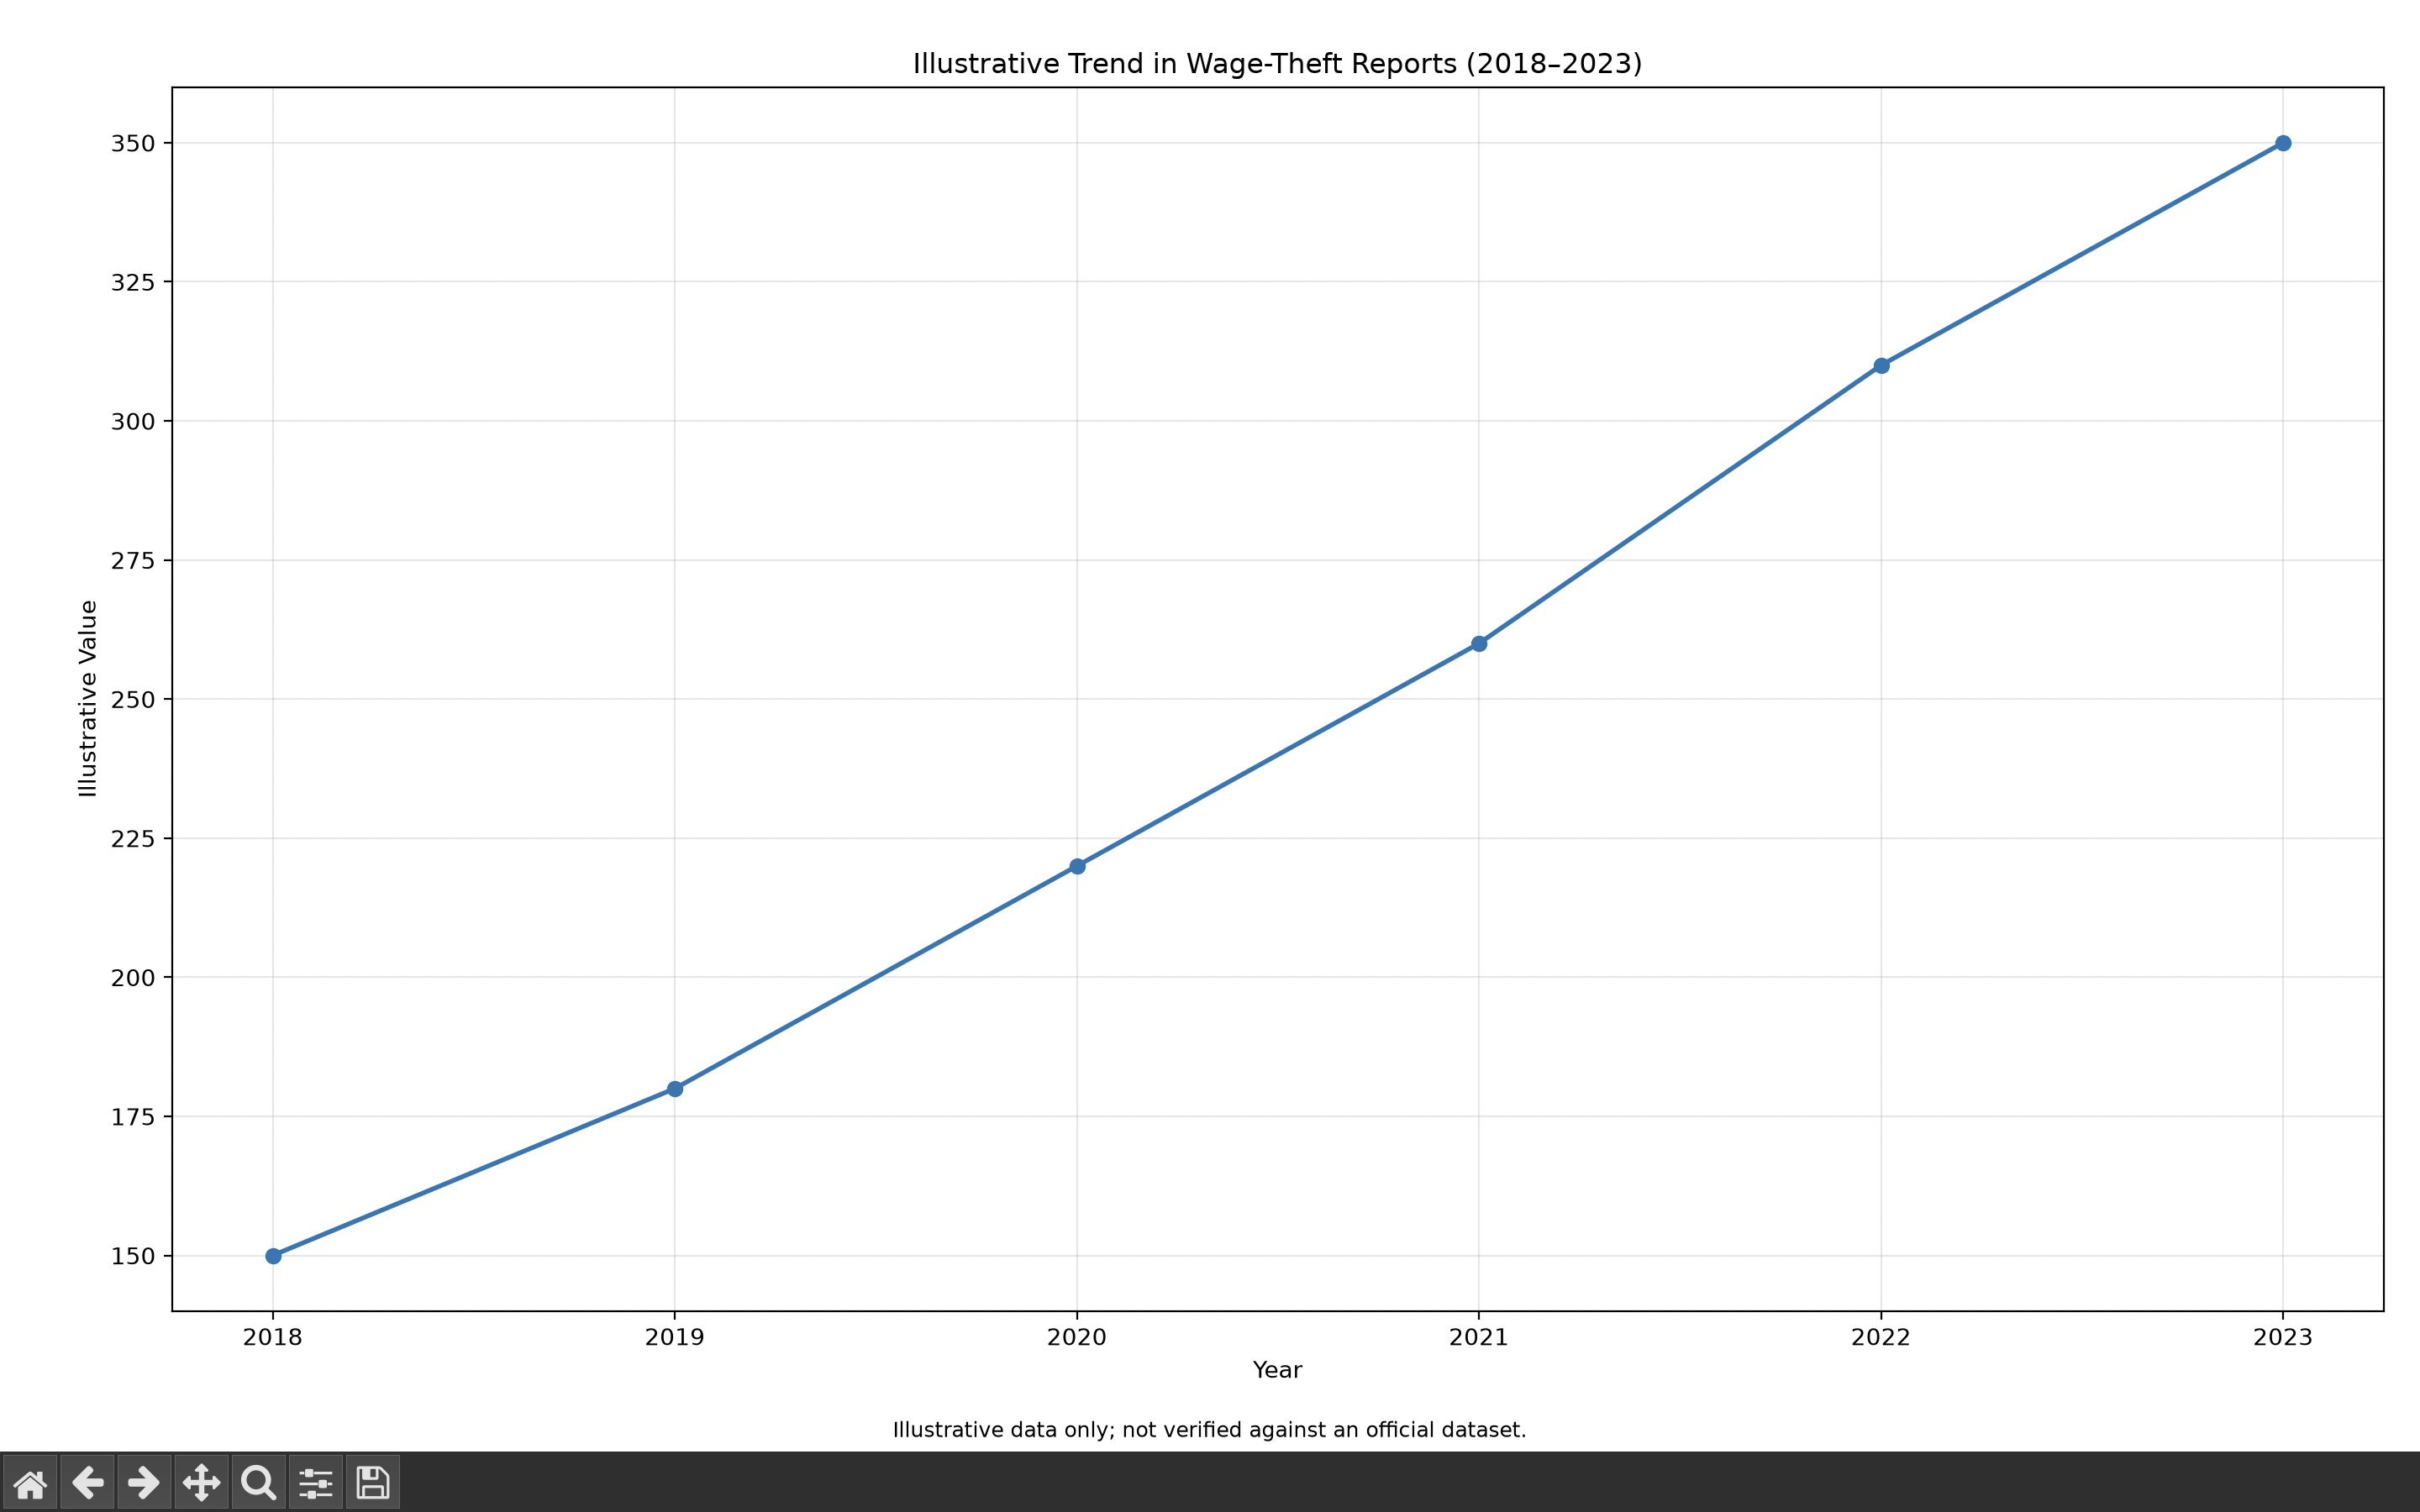 Illustrative Trend in Wage-Theft Reports (2018–2023)
350
325
300
275
250
225
200
175
150
Illustrative Value
2018 2019 2020 2021 2022 2023
Year
Illustrative data only; not verified against an official dataset.